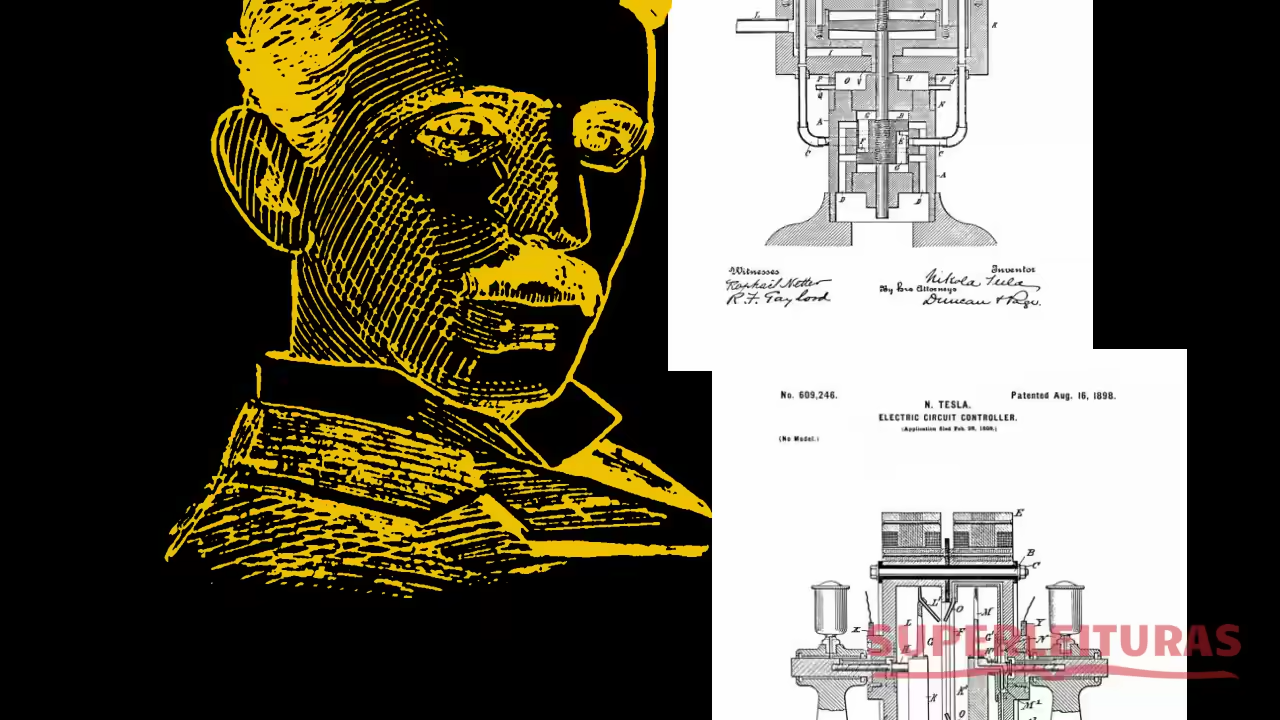 Witnesses
Raphael Netter
R. F. Gaylord
Inventor
Nikola Tesla
By his Attorneys
Duncan & Page.
No. 609,246.
Patented Aug. 16, 1898.
N. TESLA.
ELECTRIC CIRCUIT CONTROLLER.
(No Model.)
SUPERLEITURAS